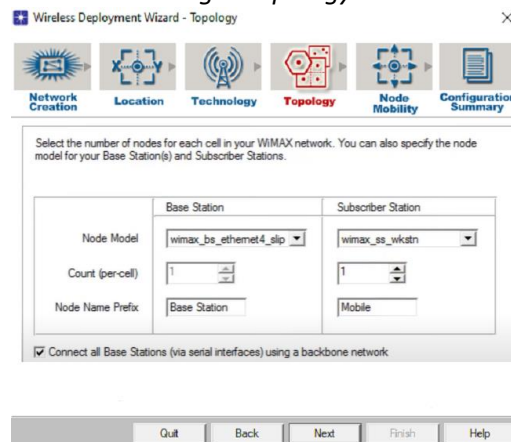 Wireless Deployment Wizard - Topology
Network
Creation
Location
Technology
Topology
Node
Mobility
Configuration
Summary
Select the number of nodes for each cell in your WiMAX network. You can also specify the node
model for your Base Station(s) and Subscriber Stations.
Base Station
Subscriber Station
Node Model
wimax_bs_ethernet4_slip
wimax_ss_wkstn
Count (per-cell)
1
1
Node Name Prefix
Base Station
Mobile
Connect all Base Stations (via serial interfaces) using a backbone network
Quit
Back
Next
Finish
Help